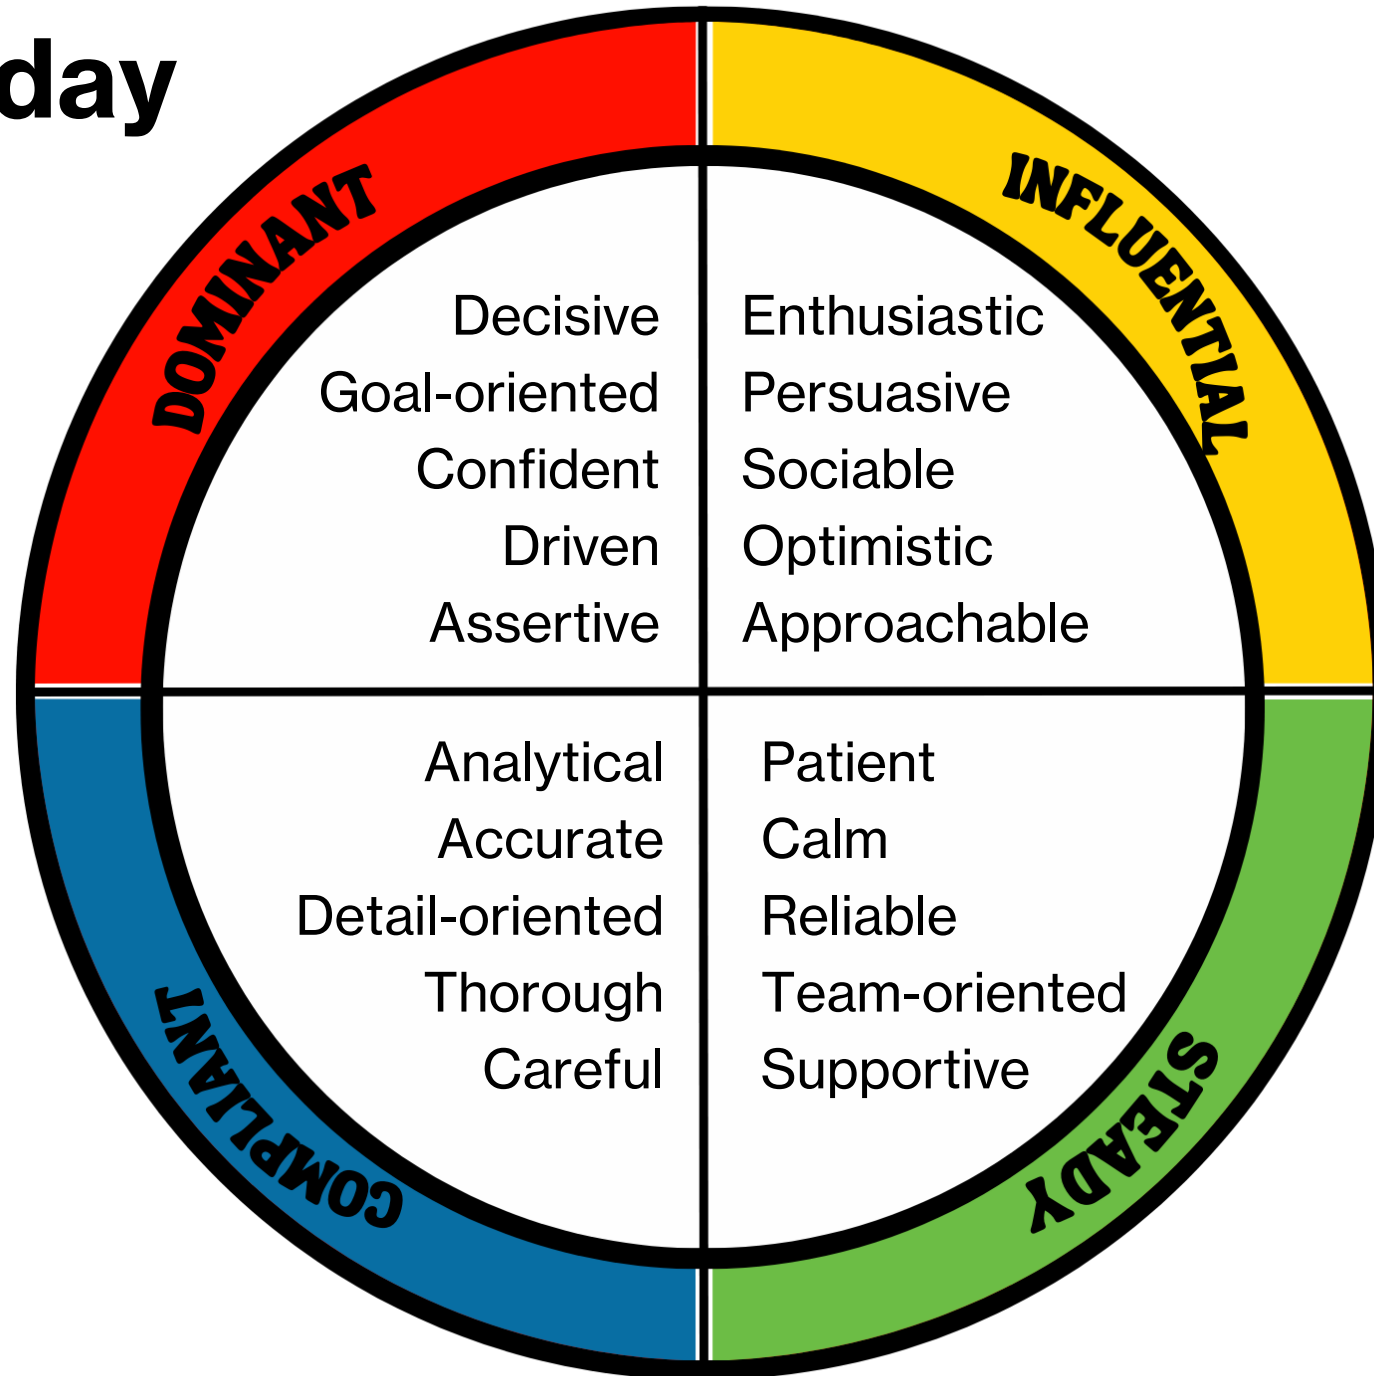 day
DOMINANT
Decisive
Goal-oriented
Confident
Driven
Assertive
INFLUENTIAL
Enthusiastic
Persuasive
Sociable
Optimistic
Approachable
COMPLIANT
Analytical
Accurate
Detail-oriented
Thorough
Careful
STEADY
Patient
Calm
Reliable
Team-oriented
Supportive